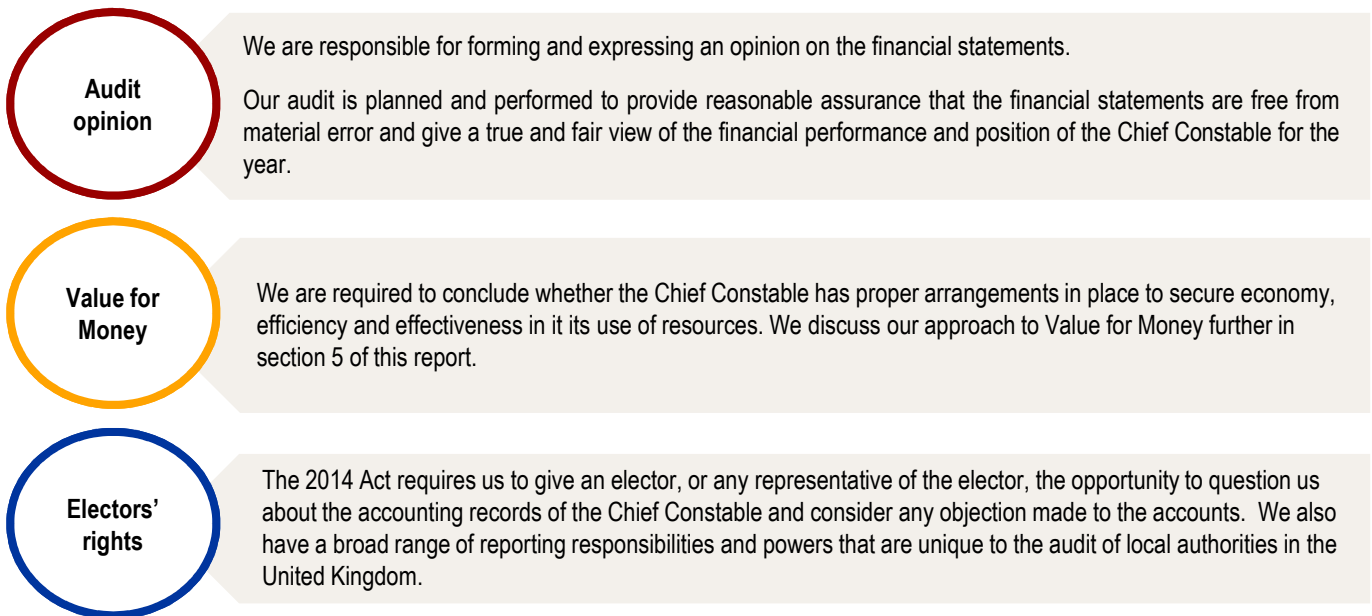 Audit
opinion
We are responsible for forming and expressing an opinion on the financial statements.
Our audit is planned and performed to provide reasonable assurance that the financial statements are free from
material error and give a true and fair view of the financial performance and position of the Chief Constable for the
year.
Value for
Money
We are required to conclude whether the Chief Constable has proper arrangements in place to secure economy,
efficiency and effectiveness in it its use of resources. We discuss our approach to Value for Money further in
section 5 of this report.
Electors’
rights
The 2014 Act requires us to give an elector, or any representative of the elector, the opportunity to question us
about the accounting records of the Chief Constable and consider any objection made to the accounts.  We also
have a broad range of reporting responsibilities and powers that are unique to the audit of local authorities in the
United Kingdom.